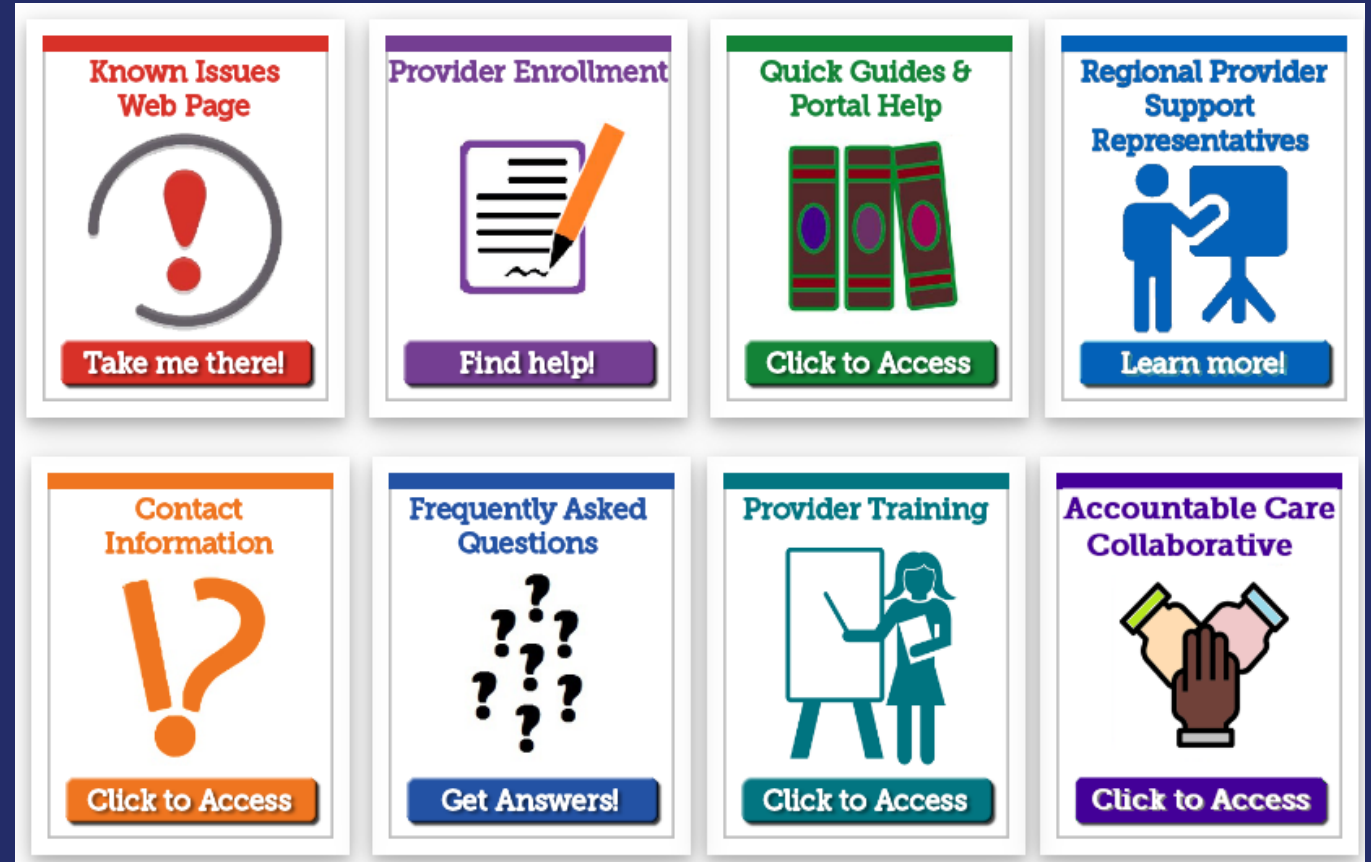 Known Issues
Web Page
Take me there!
Provider Enrollment
Find help!
Quick Guides &
Portal Help
Click to Access
Regional Provider
Support
Representatives
Learn more!
Contact
Information
Click to Access
Frequently Asked
Questions
Get Answers!
Provider Training
Click to Access
Accountable Care
Collaborative
Click to Access